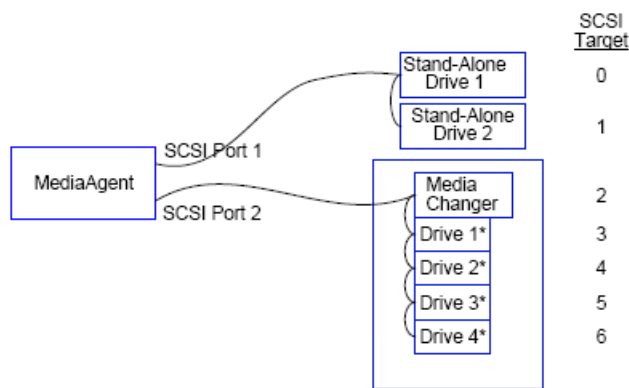 SCSI
Target
Stand-Alone
Drive 1
0
Stand-Alone
Drive 2
1
SCSI Port 1
MediaAgent
SCSI Port 2
Media
Changer
2
Drive 1*
3
Drive 2*
4
Drive 3*
5
Drive 4*
6